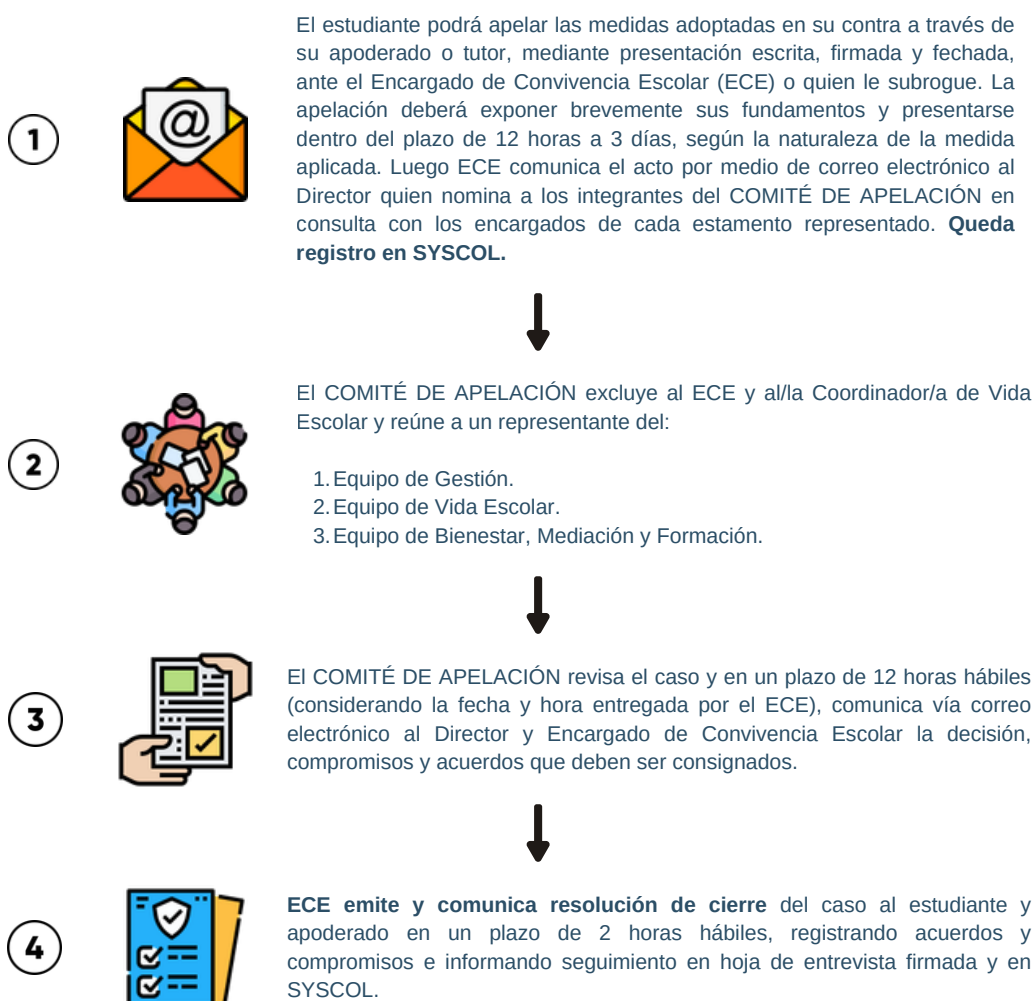 El estudiante podrá apelar las medidas adoptadas en su contra a través de
su apoderado o tutor, mediante presentación escrita, firmada y fechada,
ante el Encargado de Convivencia Escolar (ECE) o quien le subrogue. La
apelación deberá exponer brevemente sus fundamentos y presentarse
dentro del plazo de 12 horas a 3 días, según la naturaleza de la medida
aplicada. Luego ECE comunica el acto por medio de correo electrónico al
Director quien nomina a los integrantes del COMITÉ DE APELACIÓN en
consulta con los encargados de cada estamento representado. Queda
registro en SYSCOL.
1
@
El COMITÉ DE APELACIÓN excluye al ECE y al/la Coordinador/a de Vida
Escolar y reúne a un representante del:
2
1.Equipo de Gestión.
2.Equipo de Vida Escolar.
3.Equipo de Bienestar, Mediación y Formación.
3
El COMITÉ DE APELACIÓN revisa el caso y en un plazo de 12 horas hábiles
(considerando la fecha y hora entregada por el ECE), comunica vía correo
electrónico al Director y Encargado de Convivencia Escolar la decisión,
compromisos y acuerdos que deben ser consignados.
4
ECE emite y comunica resolución de cierre del caso al estudiante y
apoderado en un plazo de 2 horas hábiles, registrando acuerdos y
compromisos e informando seguimiento en hoja de entrevista firmada y en
SYSCOL.